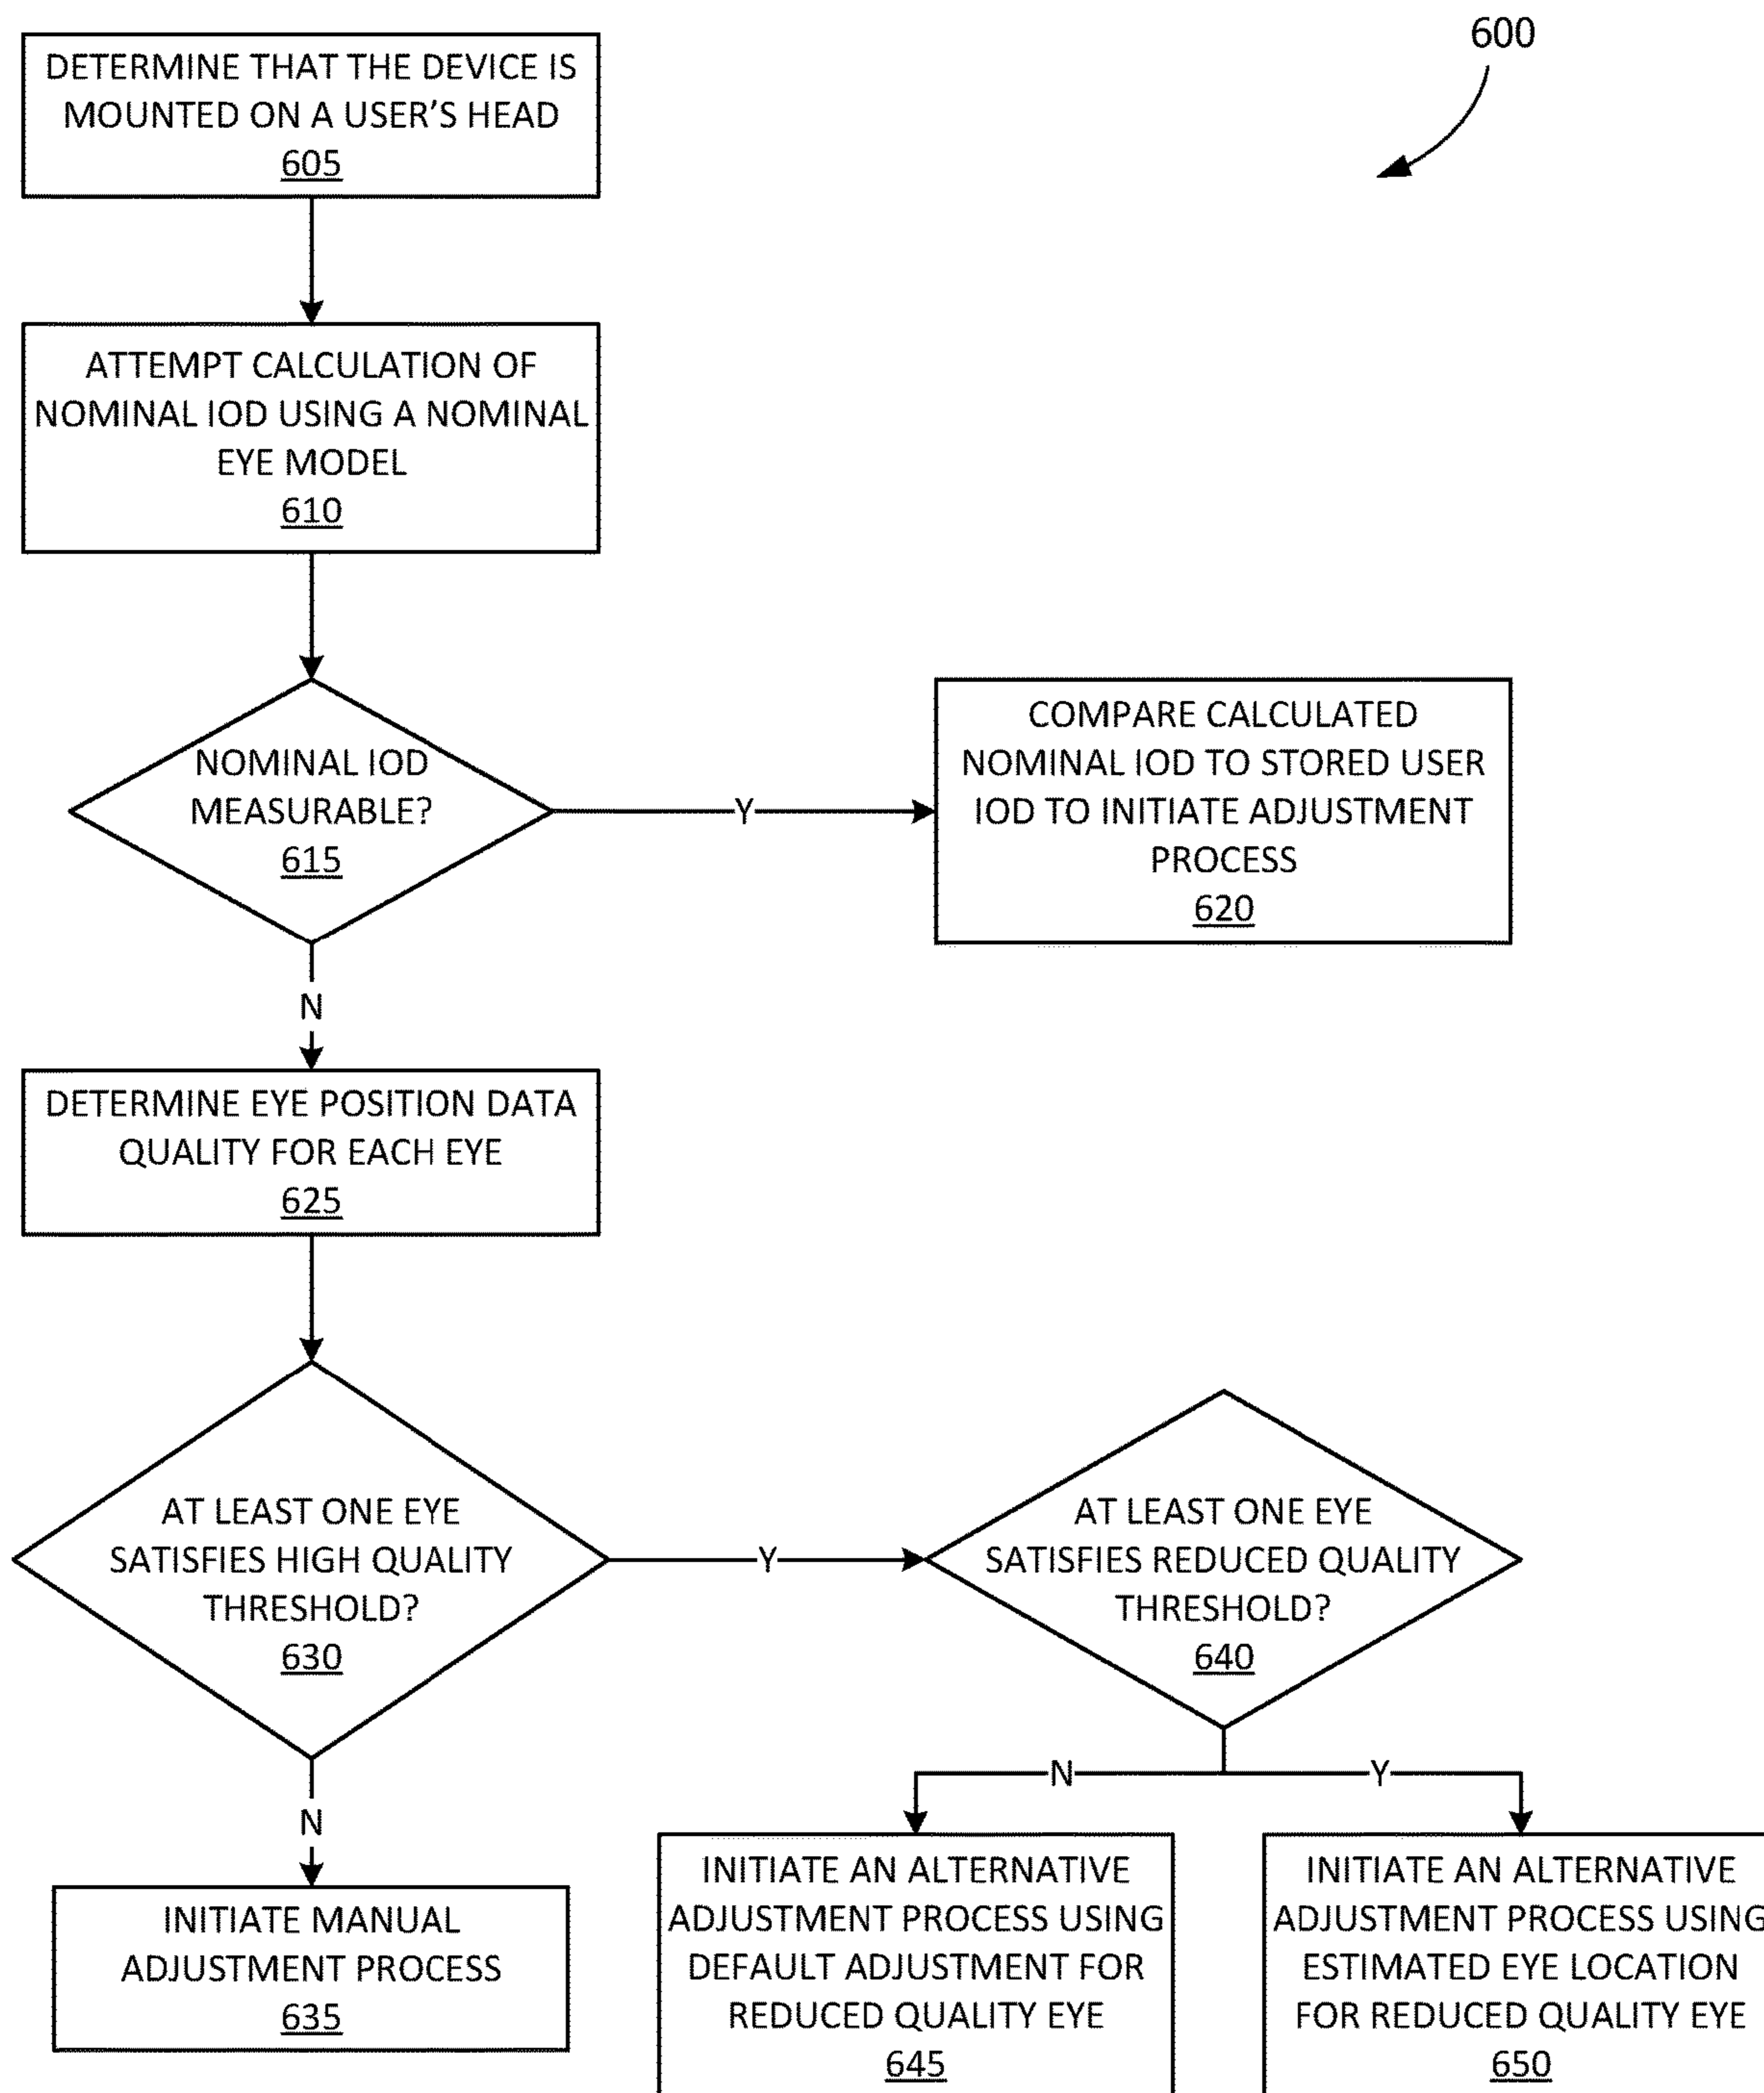 600
DETERMINE THAT THE DEVICE IS
MOUNTED ON A USER'S HEAD
605
ATTEMPT CALCULATION OF
NOMINAL IOD USING A NOMINAL
EYE MODEL
610
NOMINAL IOD
MEASURABLE?
615
Y
COMPARE CALCULATED
NOMINAL IOD TO STORED USER
IOD TO INITIATE ADJUSTMENT
PROCESS
620
N
DETERMINE EYE POSITION DATA
QUALITY FOR EACH EYE
625
AT LEAST ONE EYE
SATISFIES HIGH QUALITY
THRESHOLD?
630
Y
AT LEAST ONE EYE
SATISFIES REDUCED QUALITY
THRESHOLD?
640
N
INITIATE MANUAL
ADJUSTMENT PROCESS
635
N
INITIATE AN ALTERNATIVE
ADJUSTMENT PROCESS USING
DEFAULT ADJUSTMENT FOR
REDUCED QUALITY EYE
645
Y
INITIATE AN ALTERNATIVE
ADJUSTMENT PROCESS USING
ESTIMATED EYE LOCATION
FOR REDUCED QUALITY EYE
650